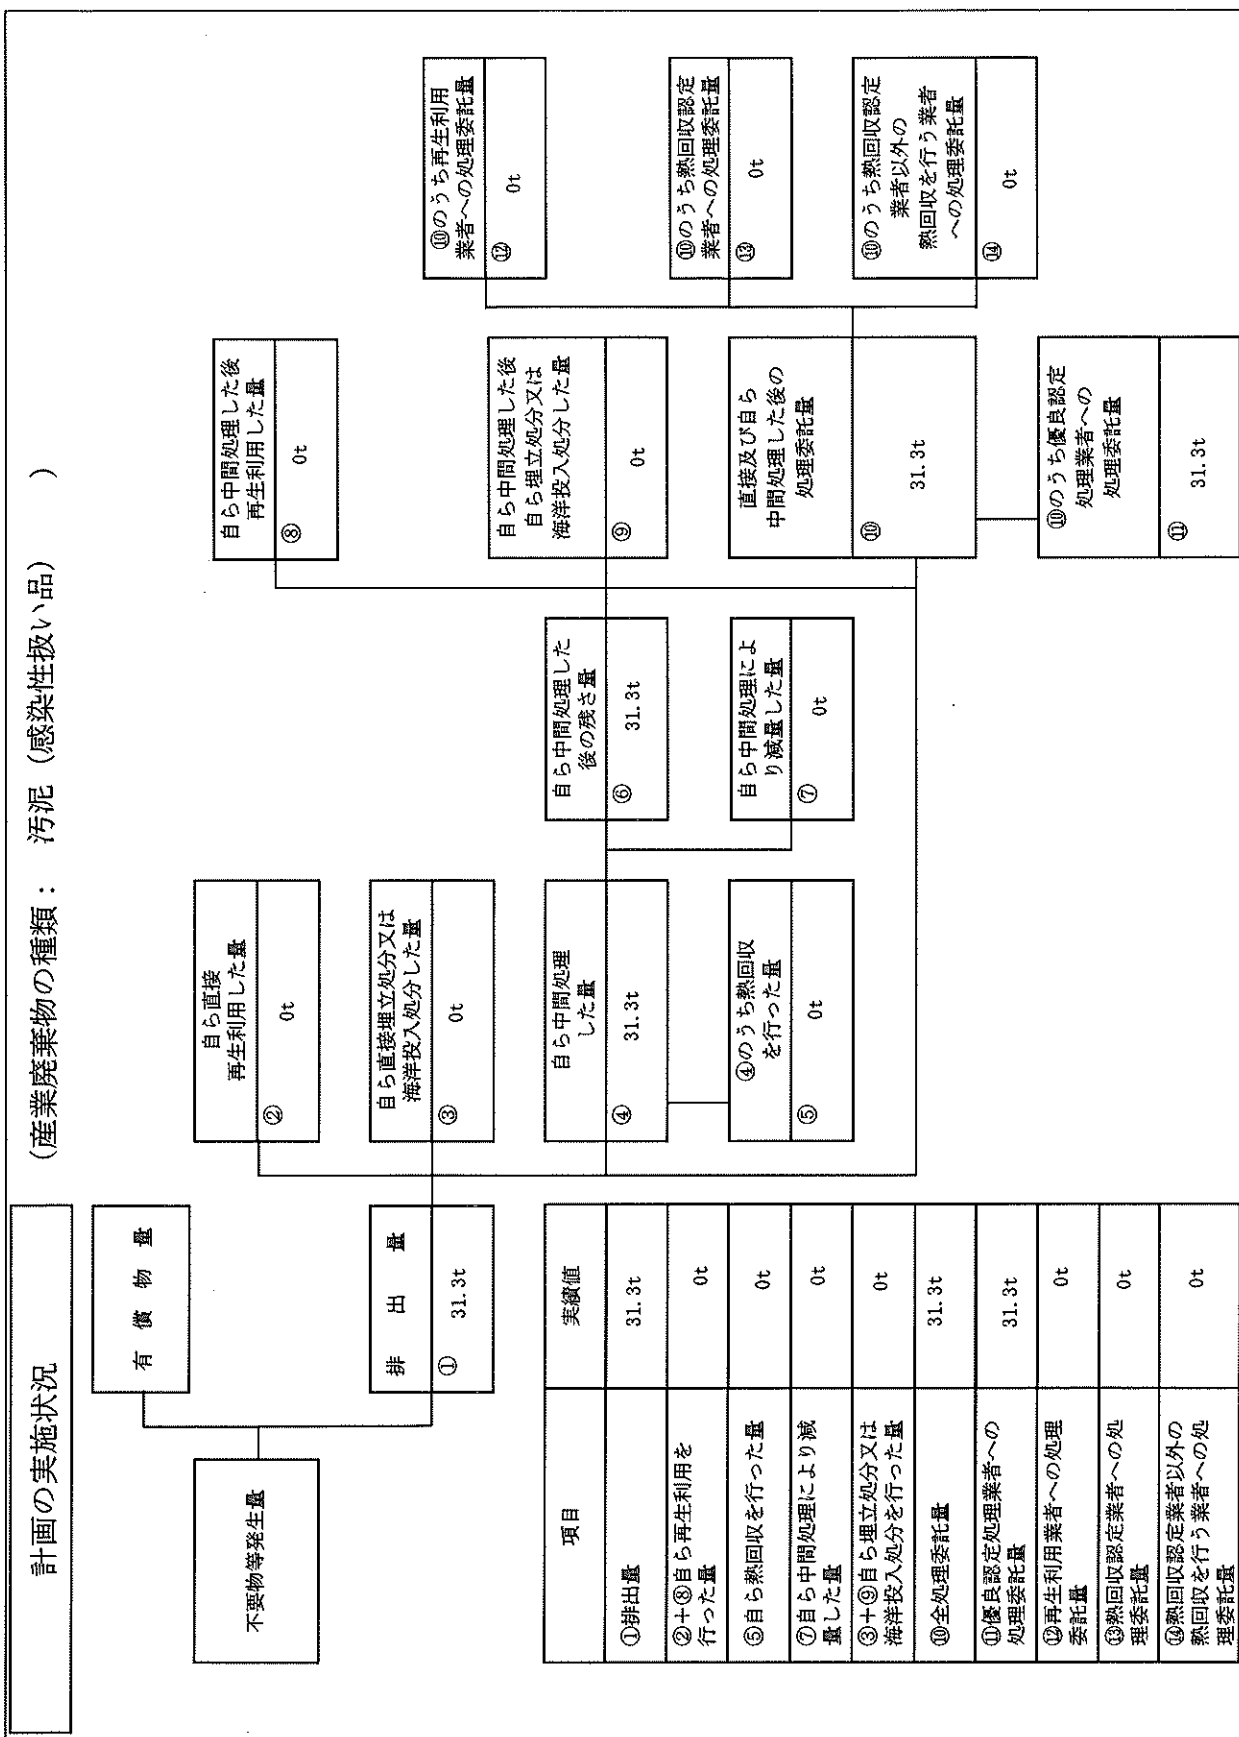 計画の実施状況
(産業廃棄物の種類： 汚泥（感染性扱い品） )
不要物等発生量
有償物量
排出量
① 31.3t
自ら直接
再生利用した量
② 0t
自ら直接埋立処分又は
海洋投入処分した量
③ 0t
自ら中間処理
した量
④ 31.3t
④のうち熱回収
を行った量
⑤ 0t
自ら中間処理した
後の残さ量
⑥ 31.3t
自ら中間処理によ
り減量した量
⑦ 0t
自ら中間処理した後
再生利用した量
⑧ 0t
自ら中間処理した後
自ら埋立処分又は
海洋投入処分した量
⑨ 0t
直接及び自ら
中間処理した後の
処理委託量
⑩ 31.3t
⑩のうち優良認定
処理業者への
処理委託量
⑪ 31.3t
⑩のうち再生利用
業者への処理委託量
⑫ 0t
⑩のうち熱回収認定
業者への処理委託量
⑬ 0t
⑩のうち熱回収認定
業者以外の
熱回収を行う業者
への処理委託量
⑭ 0t
項目 実績値
①排出量 31.3t
②＋⑧自ら再生利用を
行った量 0t
⑤自ら熱回収を行った量 0t
⑦自ら中間処理により減
量した量 0t
③＋⑨自ら埋立処分又は
海洋投入処分を行った量 0t
⑩全処理委託量 31.3t
⑪優良認定処理業者への
処理委託量 31.3t
⑫再生利用業者への処理
委託量 0t
⑬熱回収認定業者への処
理委託量 0t
⑭熱回収認定業者以外の
熱回収を行う業者への処
理委託量 0t